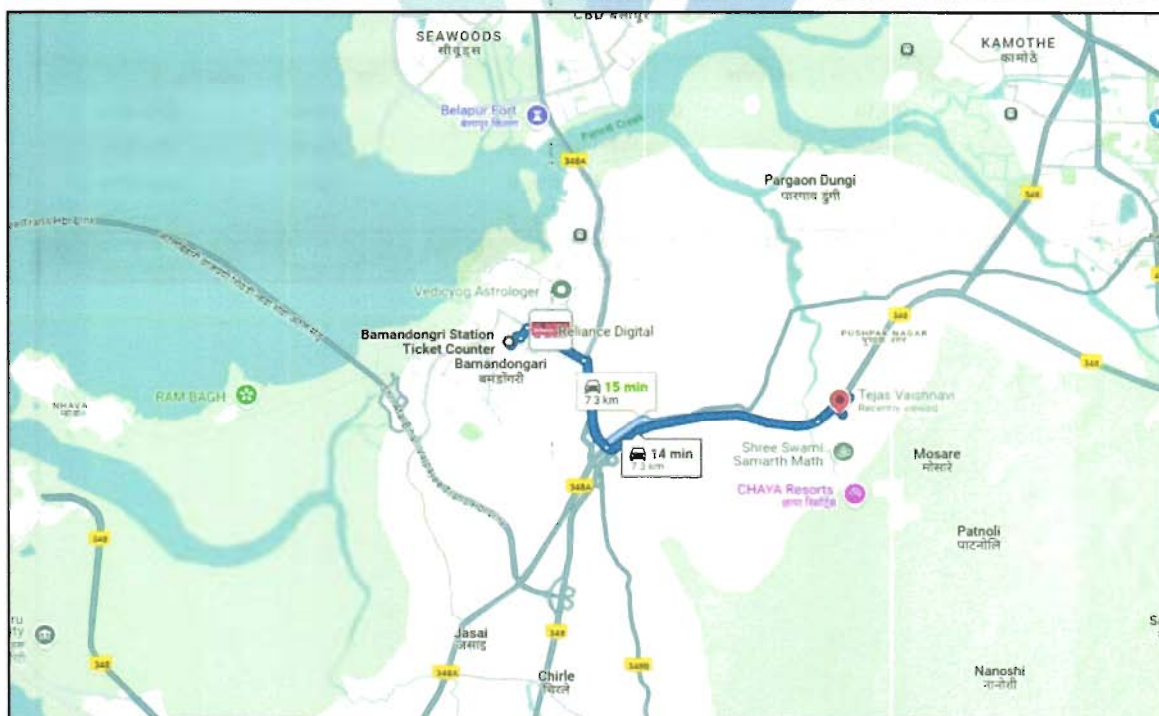 CBD बेलापूर
SEAWOODS
सीवूड्स
KAMOTHE
कामोठे
Belapur Fort
बेलापूर किल्ला
Panvel Creek
348A
Pargaon Dungi
पारगाव डुंगी
548
Vedicyog Astrologer
Bamandongri Station
Ticket Counter
Reliance Digital
Bamandongari
बमंडोंगरी
348
PUSHPAK NAGAR
548
548
RAM BAGH
NHAVA
न्हावा
15 min
7.3 km
Tejas Vaishnavi
Recently viewed
14 min
7.3 km
Shree Swami
Samarth Math
Mosare
मोसारे
348A
CHAYA Resorts
छाया रिसॉर्ट्स
Patnoli
पाटनोलि
348
Jasai
जसाई
348
348
348A
348B
Chirle
चिरले
Nanoshi
नानोशी